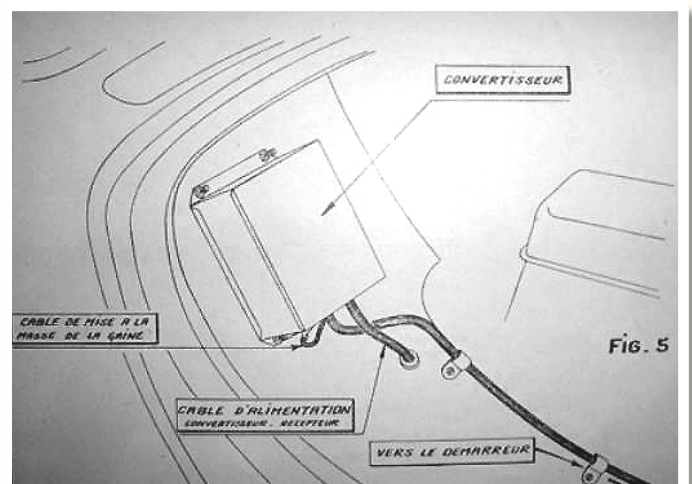 CONVERTISSEUR
CABLE DE MISE A LA
MASSE DE LA GAINE
FIG. 5
CABLE D'ALIMENTATION
CONVERTISSEUR. RECEPTEUR
VERS LE DEMARREUR